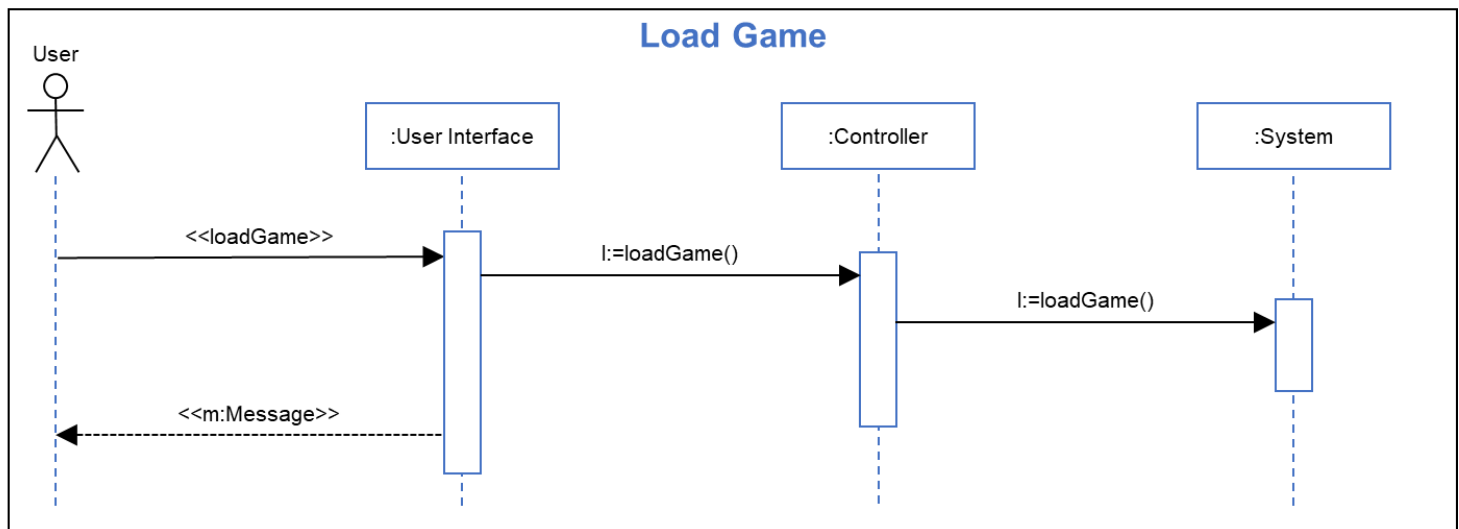 Load Game
User
:User Interface
:Controller
:System
<<loadGame>>
l:=loadGame()
l:=loadGame()
<<m:Message>>